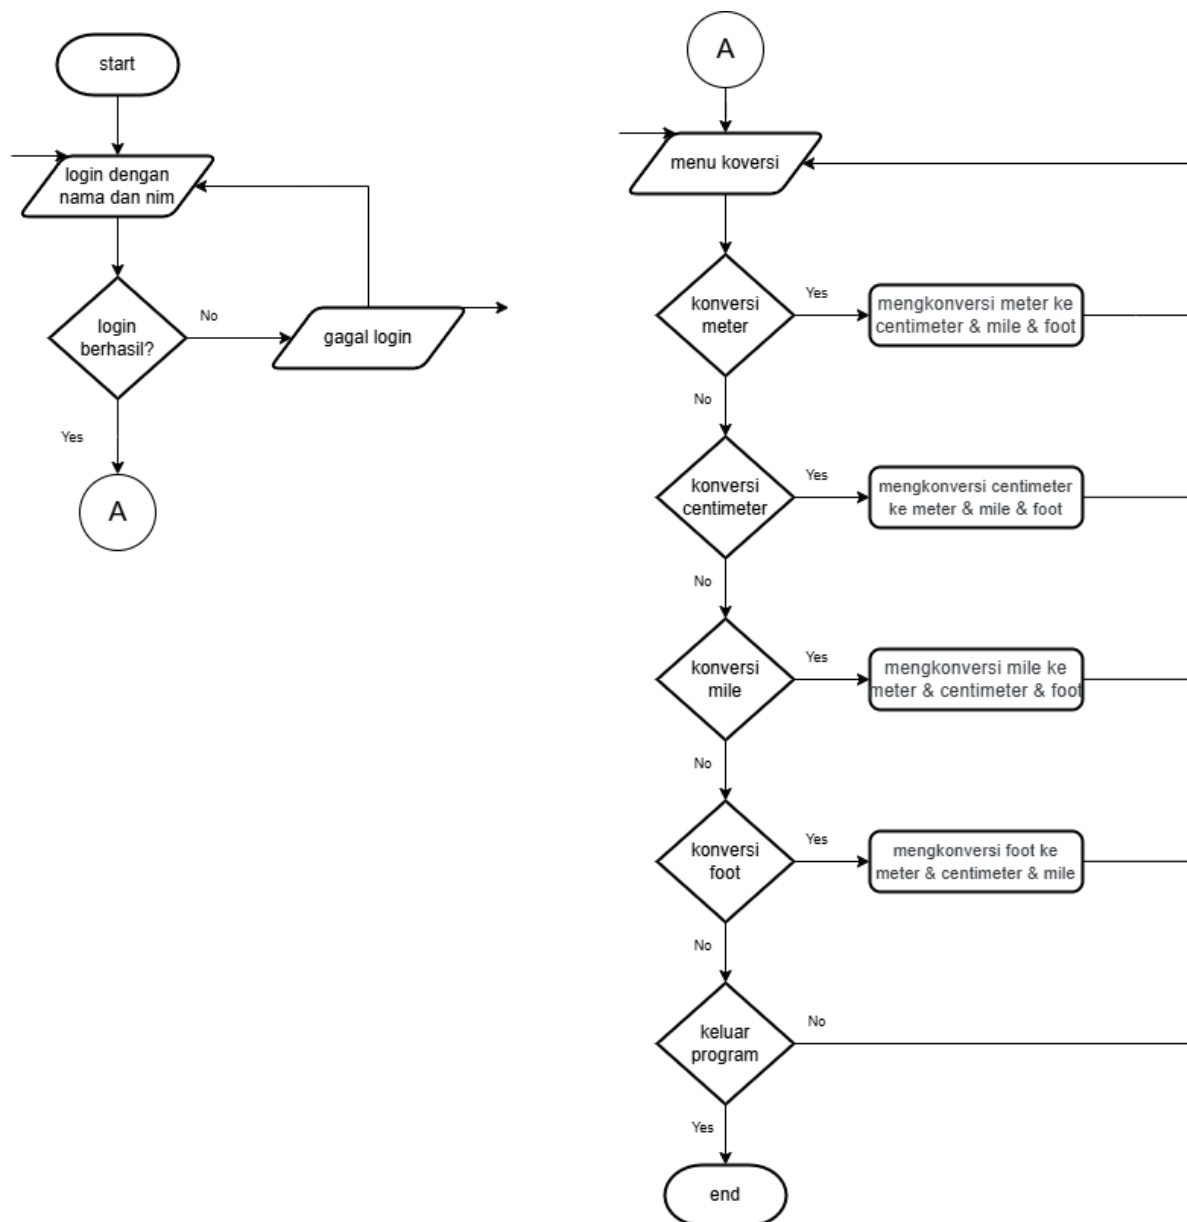 start
login dengan
nama dan nim
login
berhasil?
No
gagal login
Yes
A
A
menu koversi
konversi
meter
Yes
mengkonversi meter ke
centimeter & mile & foot
No
konversi
centimeter
Yes
mengkonversi centimeter
ke meter & mile & foot
No
konversi
mile
Yes
mengkonversi mile ke
meter & centimeter & foot
No
konversi
foot
Yes
mengkonversi foot ke
meter & centimeter & mile
No
keluar
program
No
Yes
end